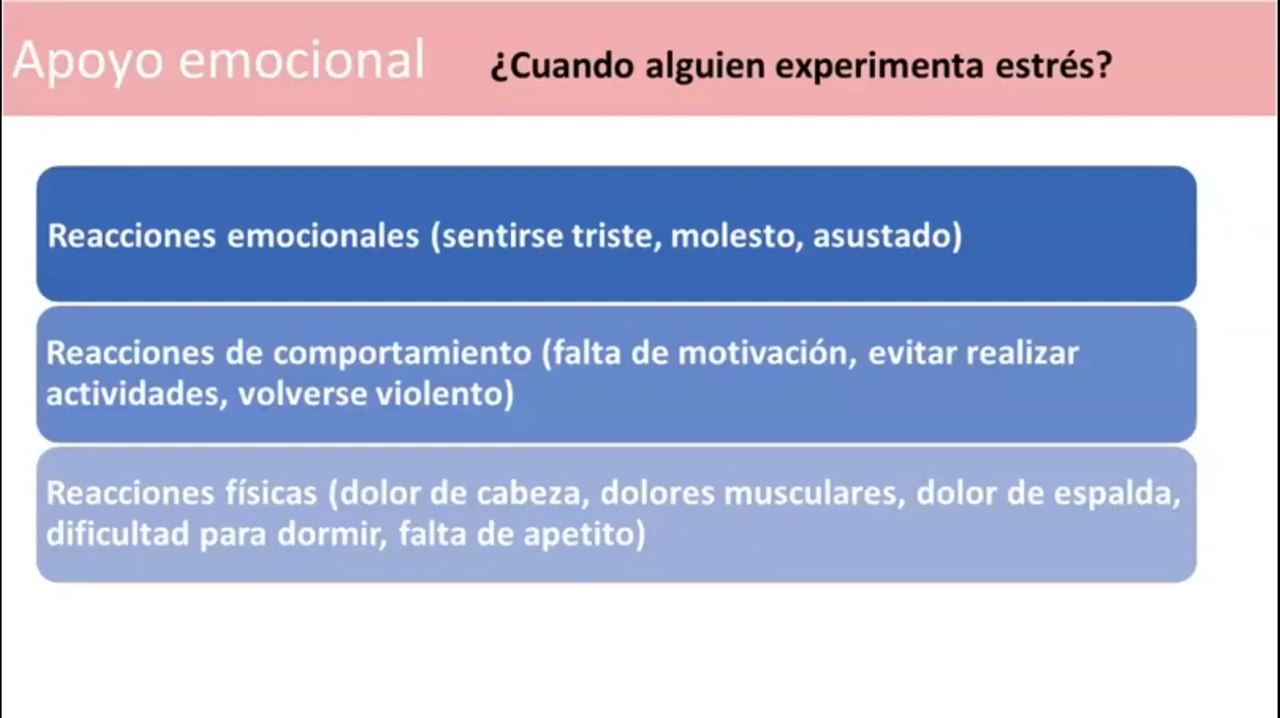 Apoyo emocional ¿Cuando alguien experimenta estrés?
Reacciones emocionales (sentirse triste, molesto, asustado)
Reacciones de comportamiento (falta de motivación, evitar realizar
actividades, volverse violento)
Reacciones físicas (dolor de cabeza, dolores musculares, dolor de espalda,
dificultad para dormir, falta de apetito)